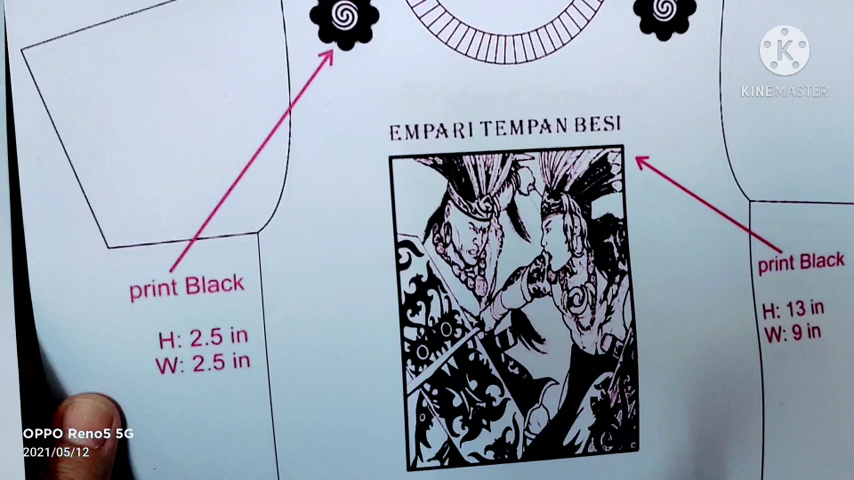 K
KINEMASTER
EMPARI TEMPAN BESI
print Black
H: 2.5 in
W: 2.5 in
print Black
H: 13 in
W: 9 in
OPPO Reno5 5G
2021/05/12